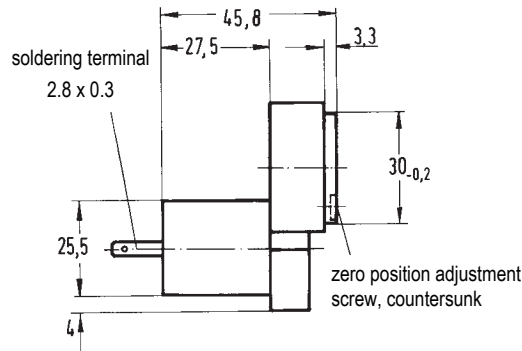 45,8
27,5
3,3
soldering terminal
2.8 x 0.3
30-0,2
25,5
zero position adjustment
screw, countersunk
4